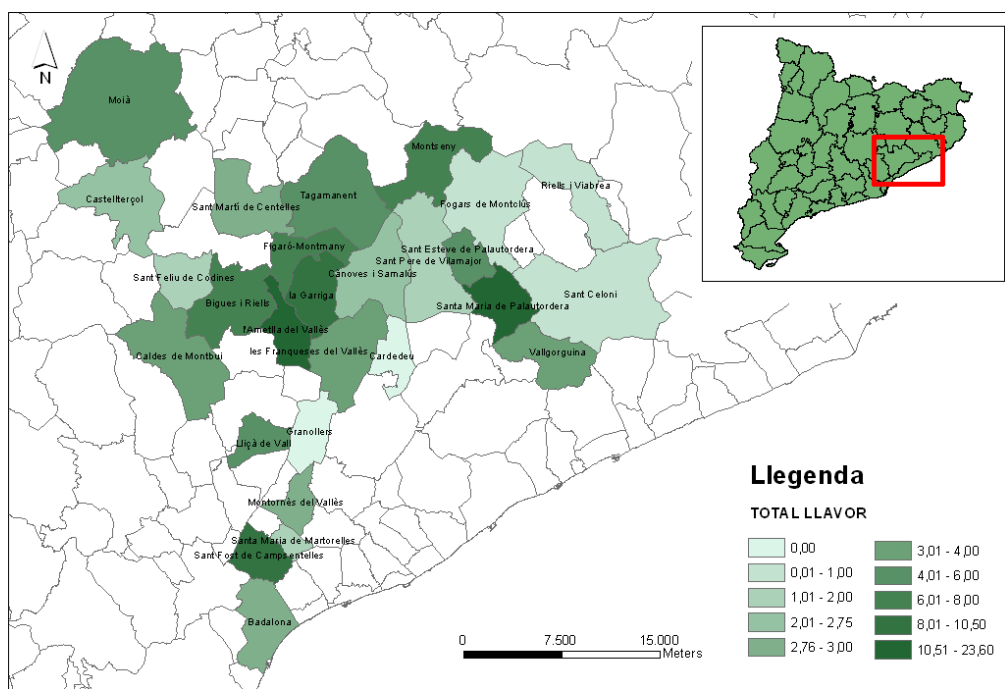 N
Moià
Montseny
Castellterçol
Sant Martí de Centelles
Tagamanent
Riells i Viabrea
Fogars de Montclús
Figaró-Montmany
Sant Esteve de Palautordera
Sant Pere de Vilamajor
Cànoves i Samalús
Sant Feliu de Codines
Bigues i Riells
la Garriga
Sant Celoni
Santa Maria de Palautordera
l'Ametlla del Vallès
Caldes de Montbui
les Franqueses del Vallès
Cardedeu
Vallgorguina
Granollers
Lliçà de Vall
Montornès del Vallès
Santa Maria de Martorelles
Sant Fost de Campsentelles
Badalona
0 7.500 15.000
Meters
Llegenda
TOTAL LLAVOR
0,00
0,01 - 1,00
1,01 - 2,00
2,01 - 2,75
2,76 - 3,00
3,01 - 4,00
4,01 - 6,00
6,01 - 8,00
8,01 - 10,50
10,51 - 23,60